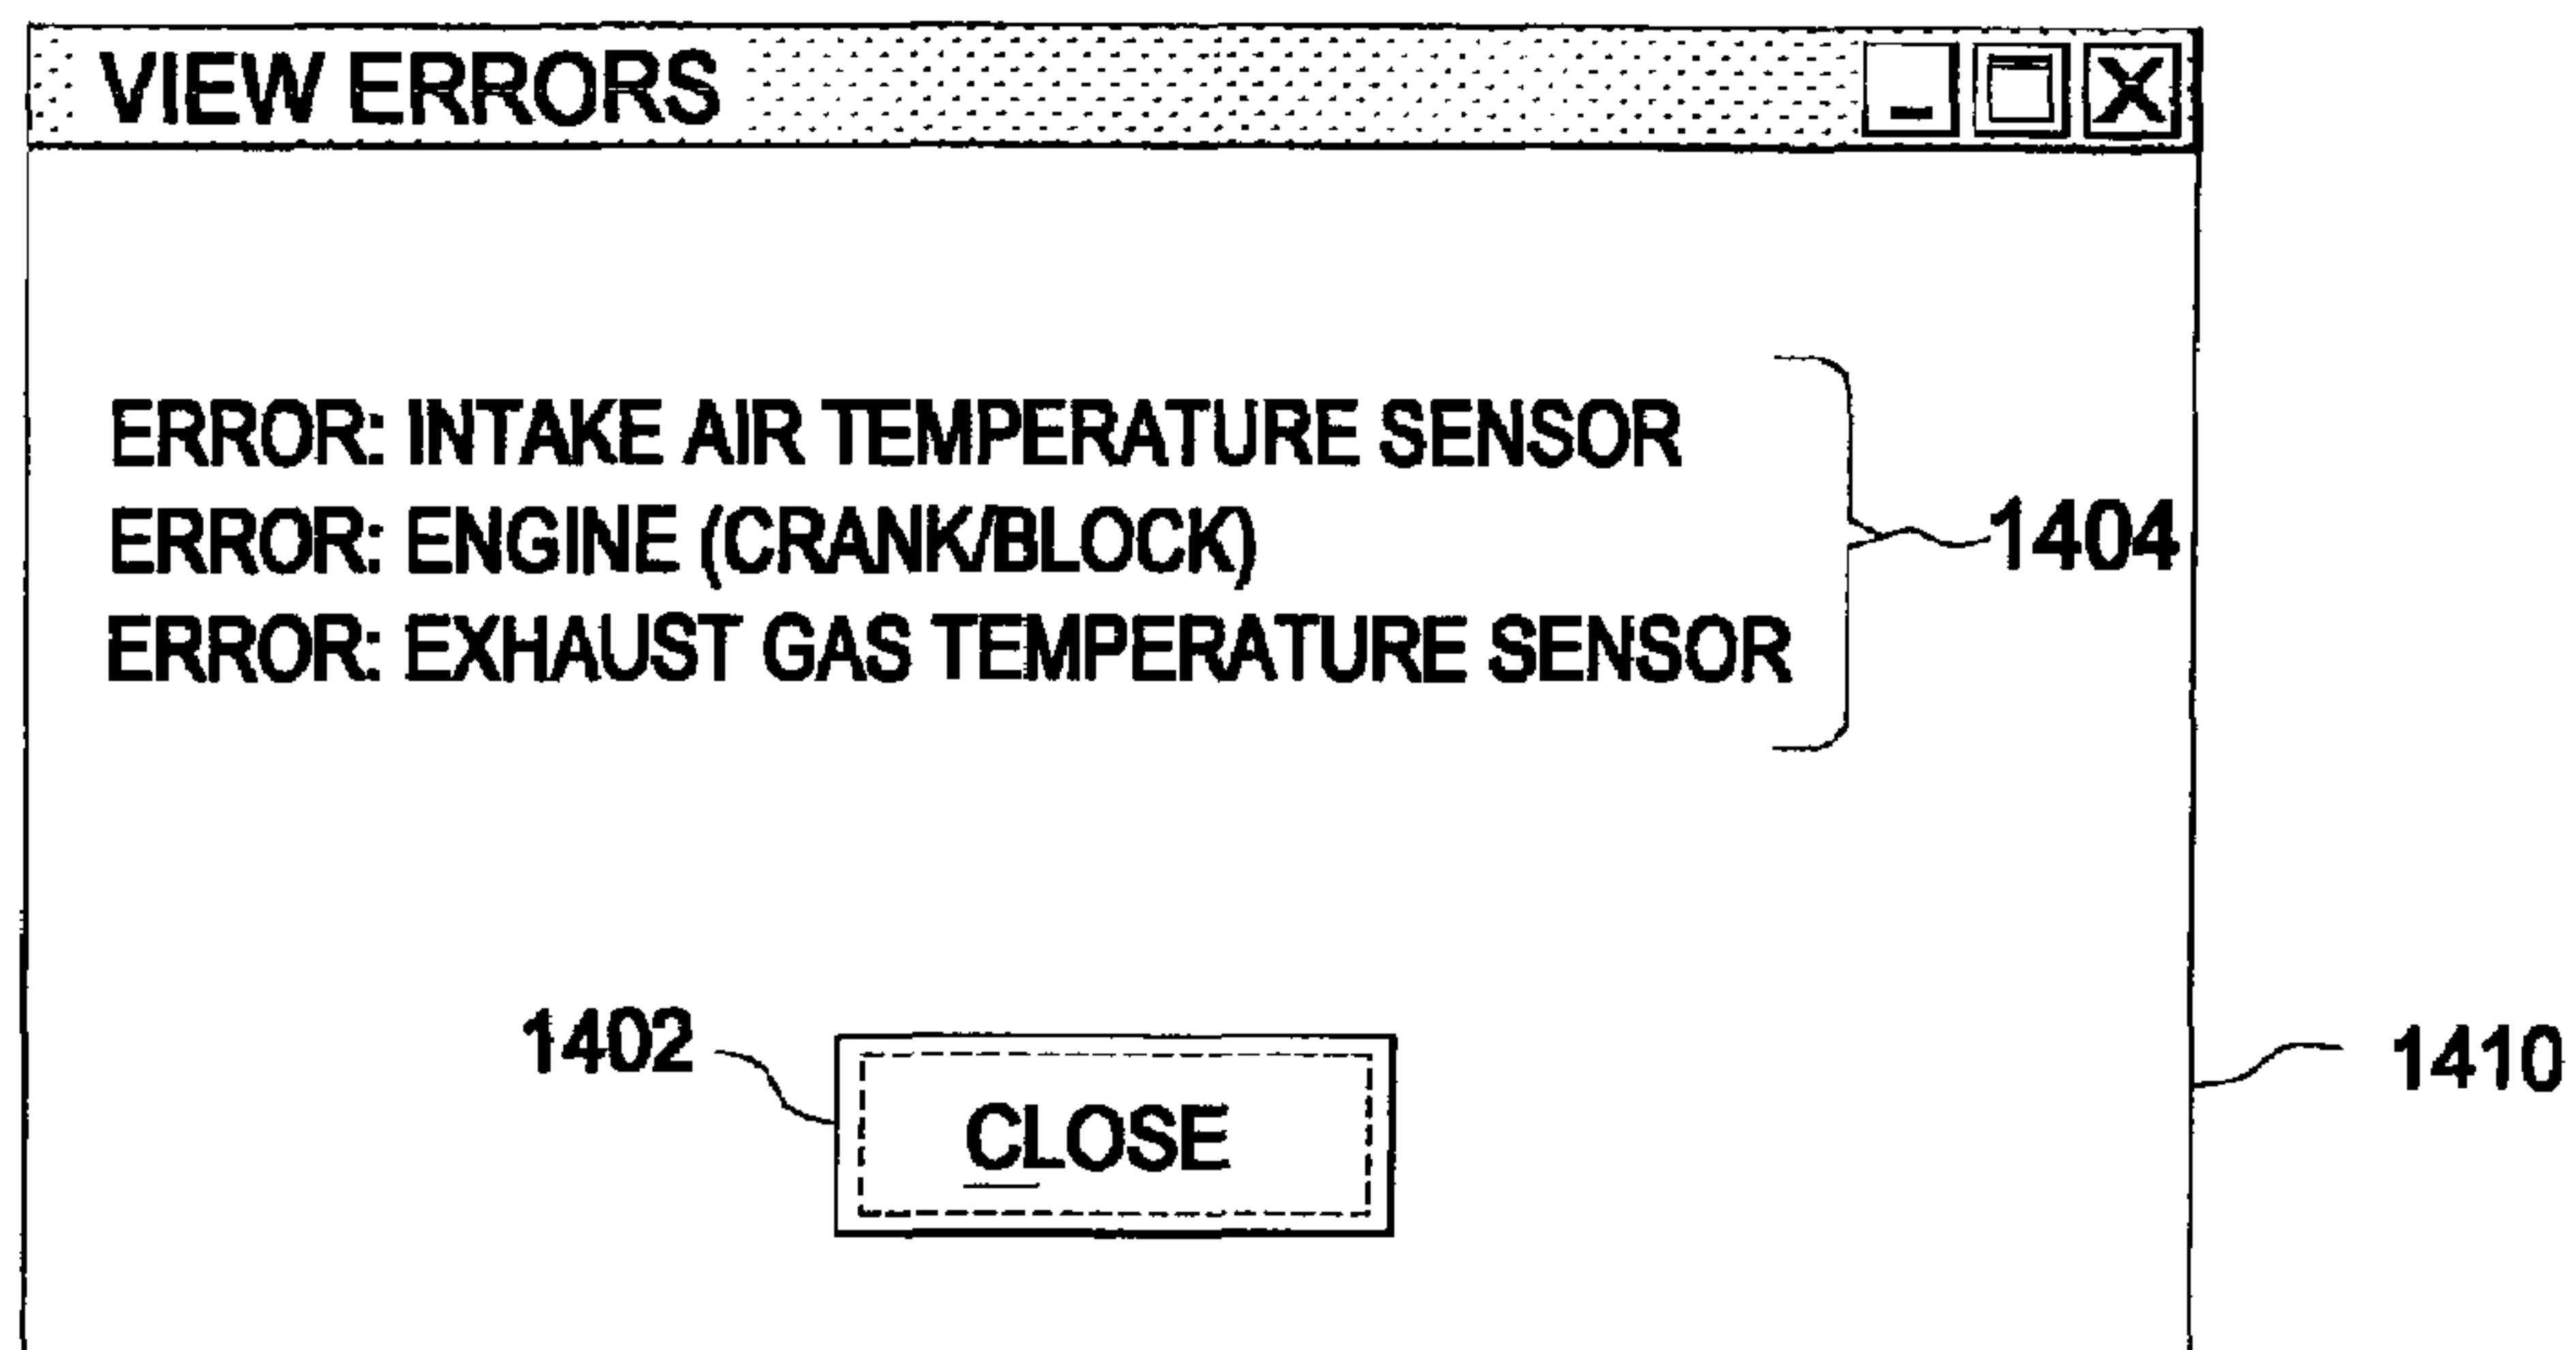 VIEW ERRORS
ERROR: INTAKE AIR TEMPERATURE SENSOR
ERROR: ENGINE (CRANK/BLOCK)
ERROR: EXHAUST GAS TEMPERATURE SENSOR
1404
1402
CLOSE
1410